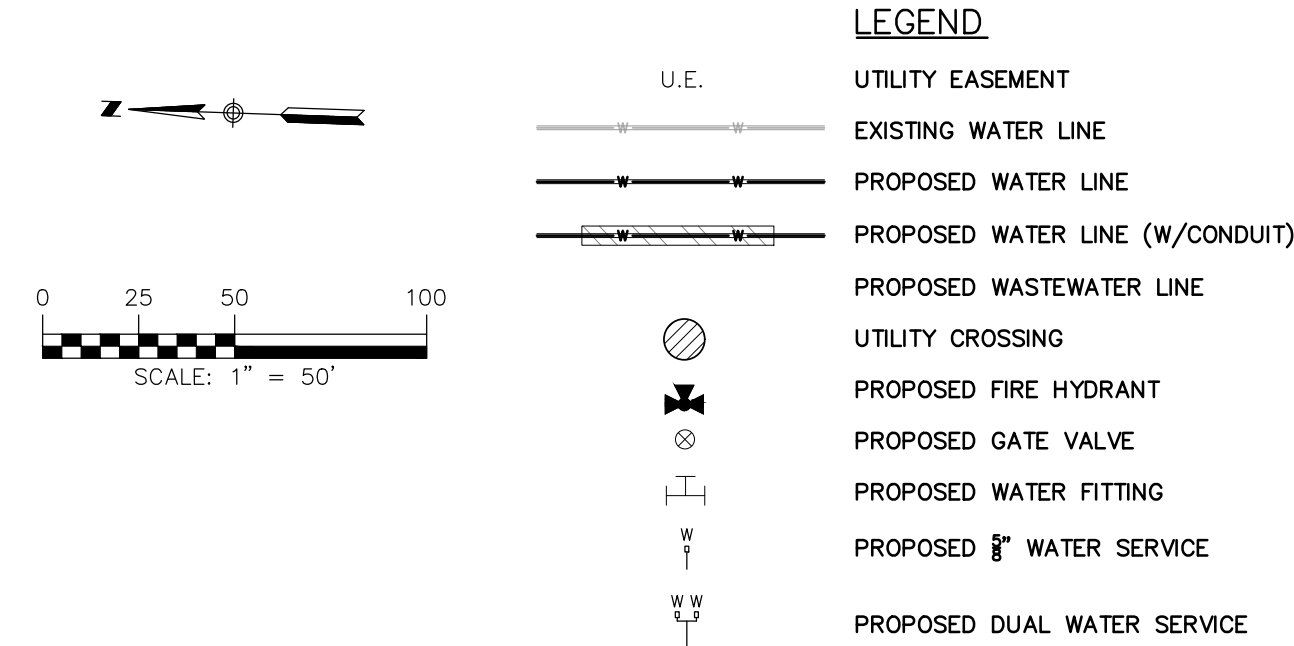 LEGEND
U.E. UTILITY EASEMENT
W W EXISTING WATER LINE
W W PROPOSED WATER LINE
W W PROPOSED WATER LINE (W/CONDUIT)
PROPOSED WASTEWATER LINE
UTILITY CROSSING
PROPOSED FIRE HYDRANT
PROPOSED GATE VALVE
PROPOSED WATER FITTING
W PROPOSED 5/8" WATER SERVICE
W W PROPOSED DUAL WATER SERVICE
N
0 25 50 100
SCALE: 1" = 50'